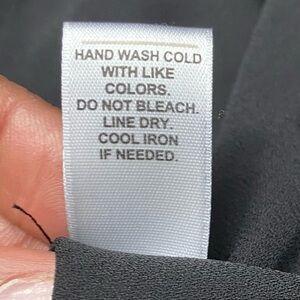 HAND WASH COLD
WITH LIKE
COLORS.
DO NOT BLEACH.
LINE DRY.
COOL IRON
IF NEEDED.